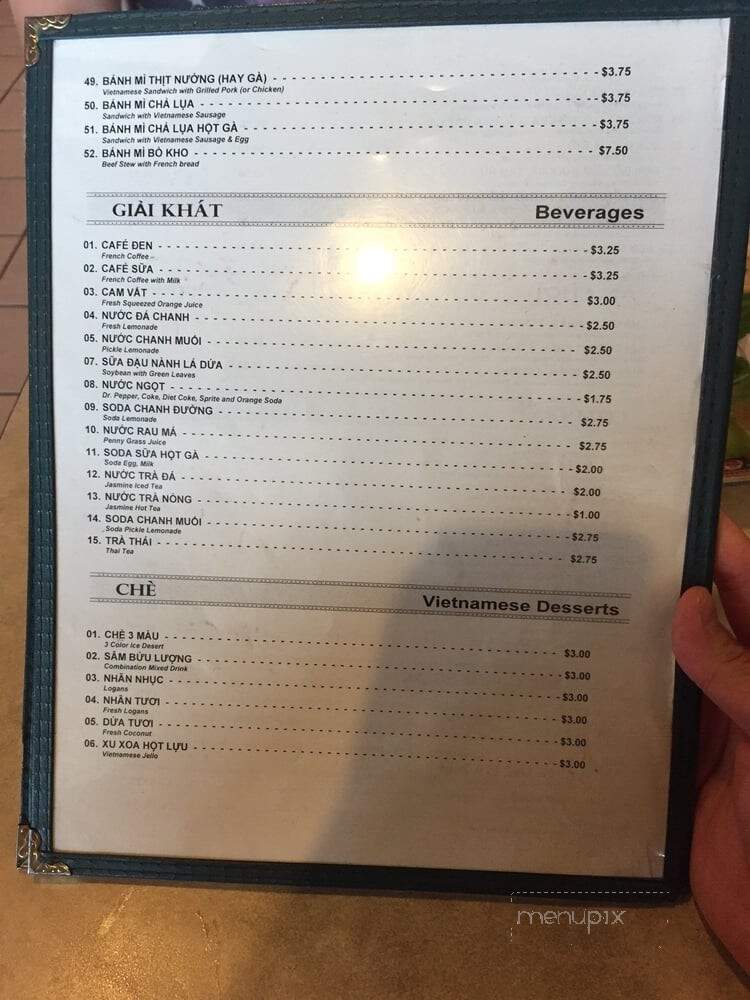 49. BÁNH MÌ THỊT NƯỚNG (HAY GÀ) - - - $3.75
Vietnamese Sandwich with Grilled Pork (or Chicken)
50. BÁNH MÌ CHẢ LỤA - - - $3.75
Sandwich with Vietnamese Sausage
51. BÁNH MÌ CHẢ LỤA HỘT GÀ - - - $3.75
Sandwich with Vietnamese Sausage & Egg
52. BÁNH MÌ BÒ KHO - - - $7.50
Beef Stew with French bread
GIẢI KHÁT Beverages
01. CAFÉ ĐEN - - - $3.25
French Coffee
02. CAFÉ SỮA - - - $3.25
French Coffee with Milk
03. CAM VẮT - - - $3.00
Fresh Squeezed Orange Juice
04. NƯỚC ĐÁ CHANH - - - $2.50
Fresh Lemonade
05. NƯỚC CHANH MUỐI - - - $2.50
Pickle Lemonade
07. SỮA ĐẬU NÀNH LÁ DỨA - - - $2.50
Soybean with Green Leaves
08. NƯỚC NGỌT - - - $1.75
Dr. Pepper, Coke, Diet Coke, Sprite and Orange Soda
09. SODA CHANH ĐƯỜNG - - - $2.75
Soda Lemonade
10. NƯỚC RAU MÁ - - - $2.75
Penny Grass Juice
11. SODA SỮA HỘT GÀ - - - $2.00
Soda Egg, Milk
12. NƯỚC TRÀ ĐÁ - - - $2.00
Jasmine Iced Tea
13. NƯỚC TRÀ NÓNG - - - $1.00
Jasmine Hot Tea
14. SODA CHANH MUỐI - - - $2.75
Soda Pickle Lemonade
15. TRÀ THÁI - - - $2.75
Thai Tea
CHÈ Vietnamese Desserts
01. CHÈ 3 MÀU - - - $3.00
3 Color Ice Desert
02. SÂM BỬU LƯỢNG - - - $3.00
Combination Mixed Drink
03. NHÃN NHỤC - - - $3.00
Logans
04. NHÃN TƯƠI - - - $3.00
Fresh Logans
05. DỪA TƯƠI - - - $3.00
Fresh Coconut
06. XU XOA HỘT LỰU - - - $3.00
Vietnamese Jello
menupix